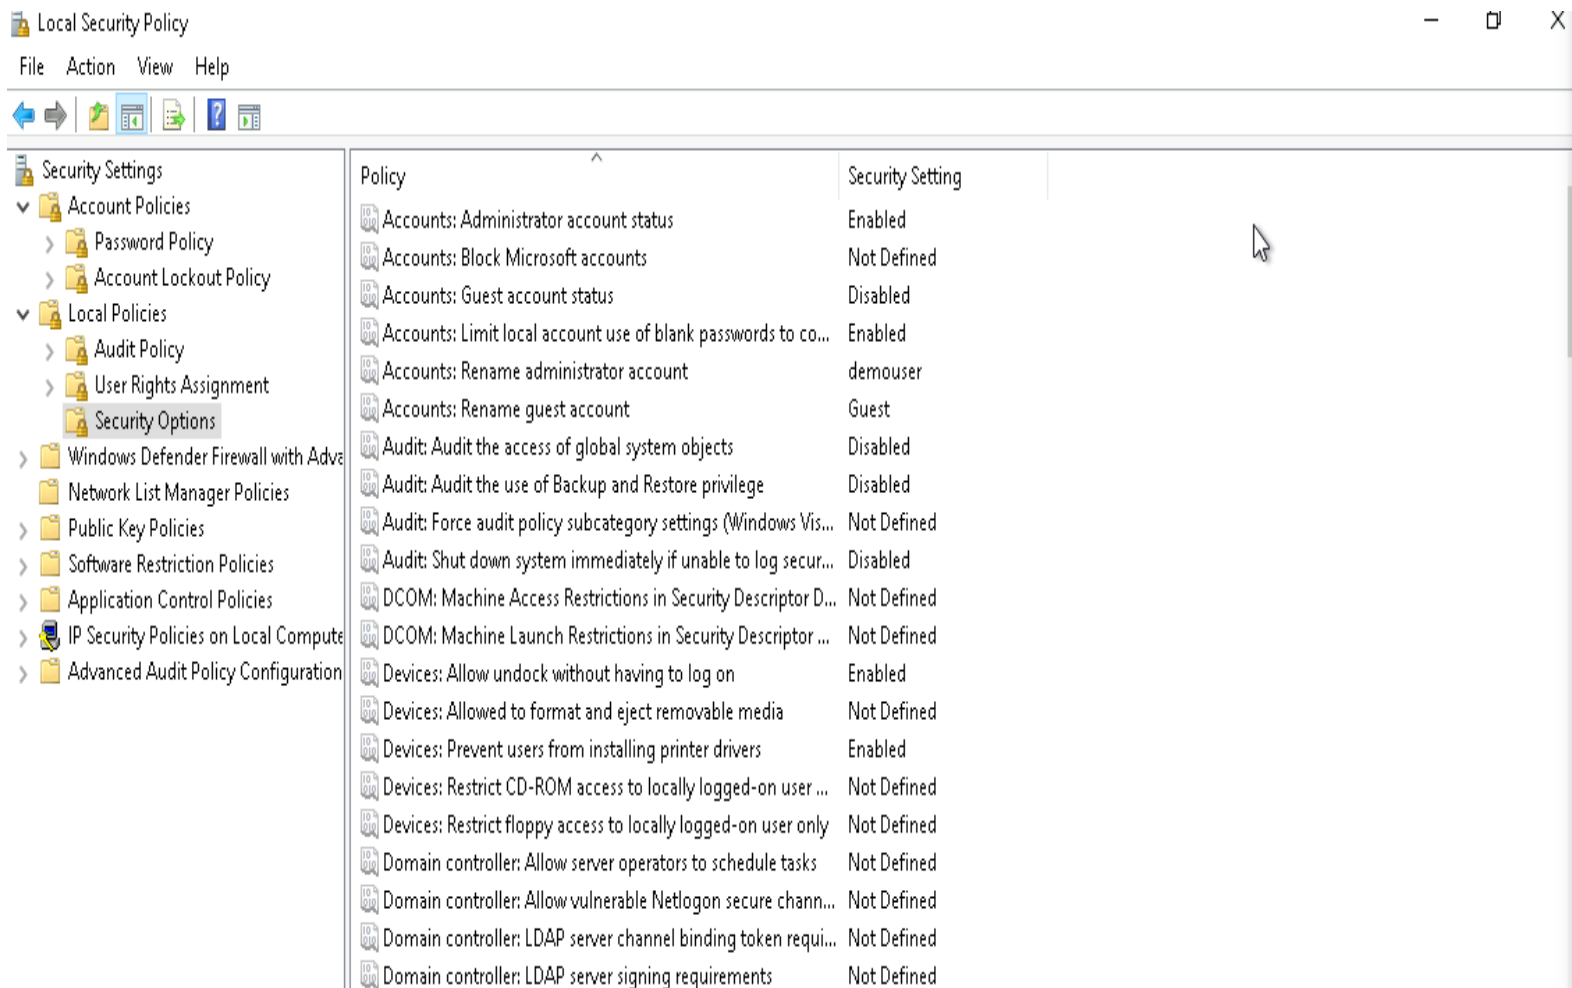 Local Security Policy
File Action View Help
Security Settings
Account Policies
Password Policy
Account Lockout Policy
Local Policies
Audit Policy
User Rights Assignment
Security Options
Windows Defender Firewall with Adva
Network List Manager Policies
Public Key Policies
Software Restriction Policies
Application Control Policies
IP Security Policies on Local Compute
Advanced Audit Policy Configuration
Policy Security Setting
Accounts: Administrator account status Enabled
Accounts: Block Microsoft accounts Not Defined
Accounts: Guest account status Disabled
Accounts: Limit local account use of blank passwords to co... Enabled
Accounts: Rename administrator account demouser
Accounts: Rename guest account Guest
Audit: Audit the access of global system objects Disabled
Audit: Audit the use of Backup and Restore privilege Disabled
Audit: Force audit policy subcategory settings (Windows Vis... Not Defined
Audit: Shut down system immediately if unable to log secur... Disabled
DCOM: Machine Access Restrictions in Security Descriptor D... Not Defined
DCOM: Machine Launch Restrictions in Security Descriptor ... Not Defined
Devices: Allow undock without having to log on Enabled
Devices: Allowed to format and eject removable media Not Defined
Devices: Prevent users from installing printer drivers Enabled
Devices: Restrict CD-ROM access to locally logged-on user ... Not Defined
Devices: Restrict floppy access to locally logged-on user only Not Defined
Domain controller: Allow server operators to schedule tasks Not Defined
Domain controller: Allow vulnerable Netlogon secure chann... Not Defined
Domain controller: LDAP server channel binding token requi... Not Defined
Domain controller: LDAP server signing requirements Not Defined